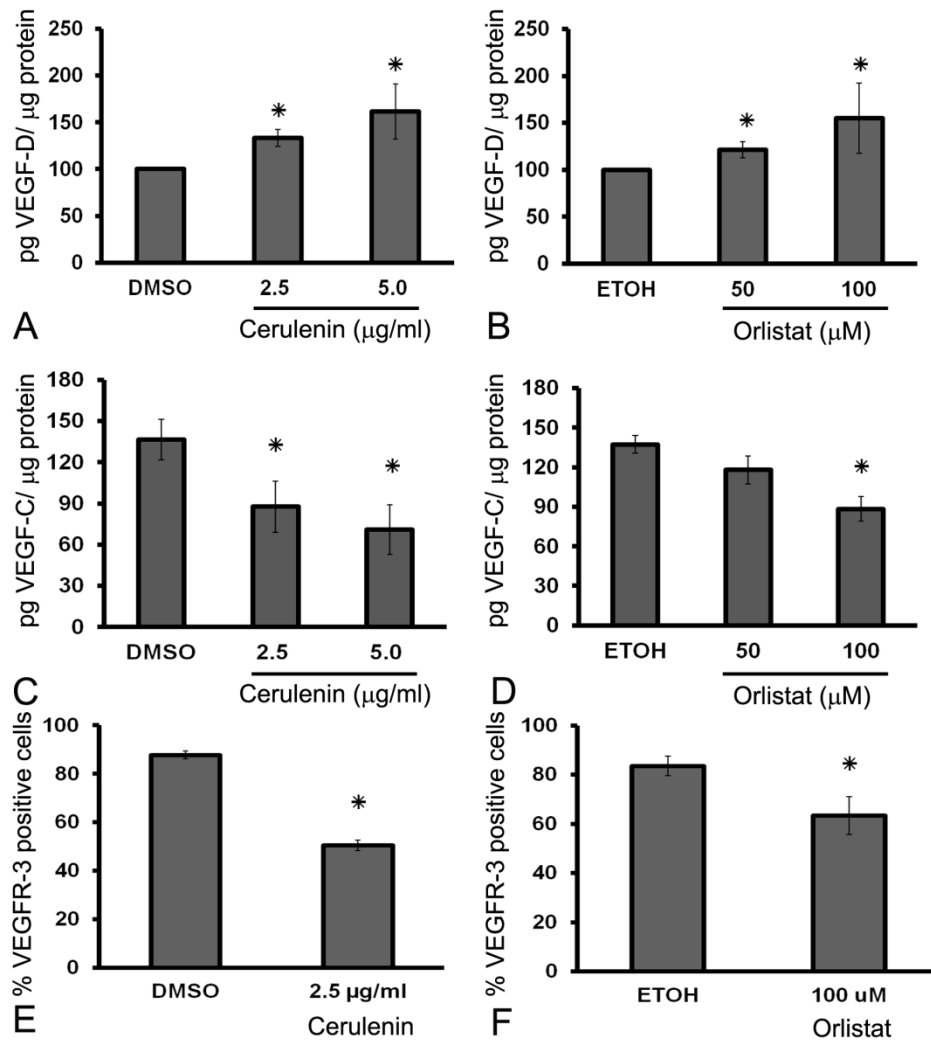 pg VEGF-D/ µg protein
250
200
150
100
50
0
*
*
DMSO 2.5 5.0
Cerulenin (µg/ml)
A
pg VEGF-D/ µg protein
250
200
150
100
50
0
*
*
ETOH 50 100
Orlistat (µM)
B
pg VEGF-C/ µg protein
180
150
120
90
60
30
0
*
*
DMSO 2.5 5.0
Cerulenin (µg/ml)
C
pg VEGF-C/ µg protein
180
150
120
90
60
30
0
*
ETOH 50 100
Orlistat (µM)
D
% VEGFR-3 positive cells
100
80
60
40
20
0
*
DMSO 2.5 µg/ml
Cerulenin
E
% VEGFR-3 positive cells
100
80
60
40
20
0
*
ETOH 100 uM
Orlistat
F